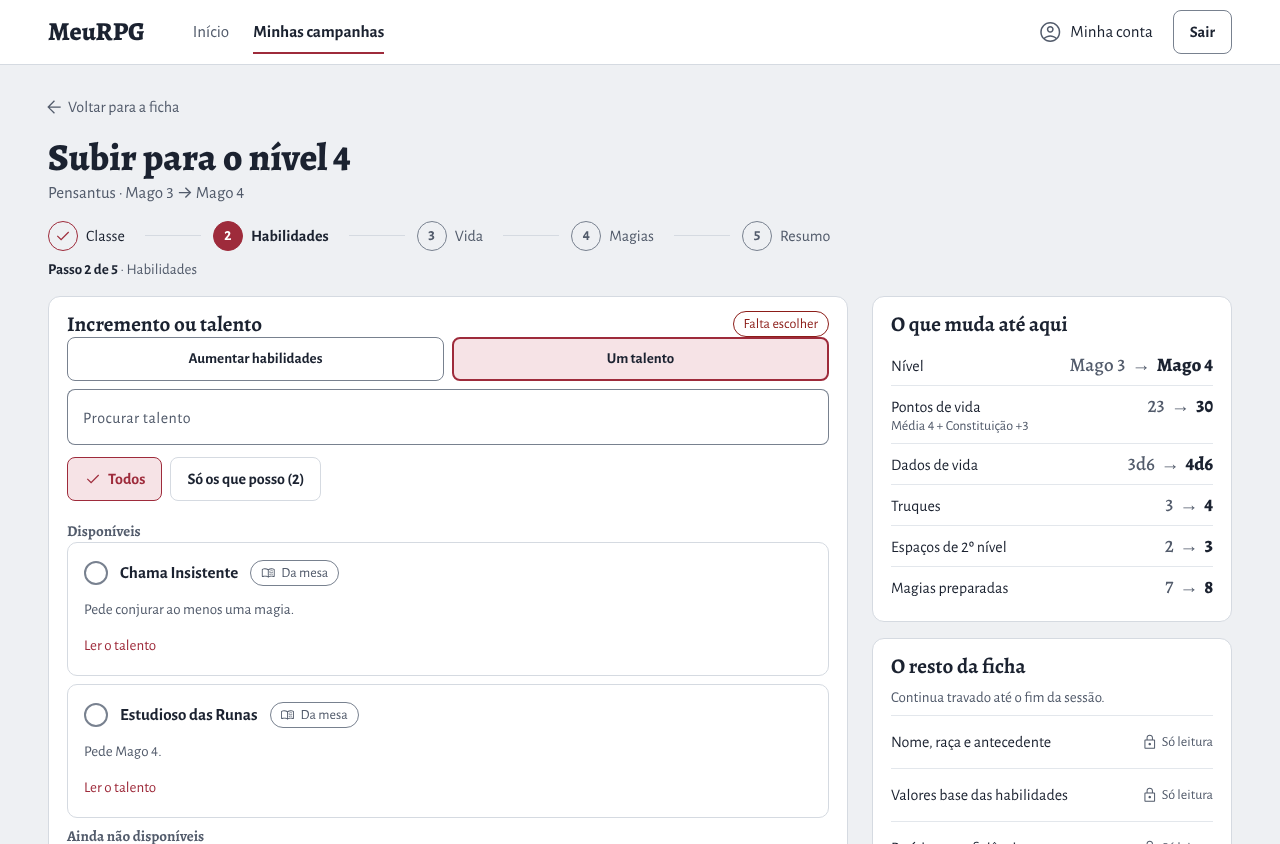 MeuRPG
Início
Minhas campanhas
Minha conta
Sair
← Voltar para a ficha
Subir para o nível 4
Pensantus · Mago 3 → Mago 4
Classe
2 Habilidades
3 Vida
4 Magias
5 Resumo
Passo 2 de 5 · Habilidades
Incremento ou talento
Falta escolher
Aumentar habilidades
Um talento
Procurar talento
Todos
Só os que posso (2)
Disponíveis
Chama Insistente
Da mesa
Pede conjurar ao menos uma magia.
Ler o talento
Estudioso das Runas
Da mesa
Pede Mago 4.
Ler o talento
Ainda não disponíveis
O que muda até aqui
Nível Mago 3 → Mago 4
Pontos de vida 23 → 30
Média 4 + Constituição +3
Dados de vida 3d6 → 4d6
Truques 3 → 4
Espaços de 2º nível 2 → 3
Magias preparadas 7 → 8
O resto da ficha
Continua travado até o fim da sessão.
Nome, raça e antecedente Só leitura
Valores base das habilidades Só leitura